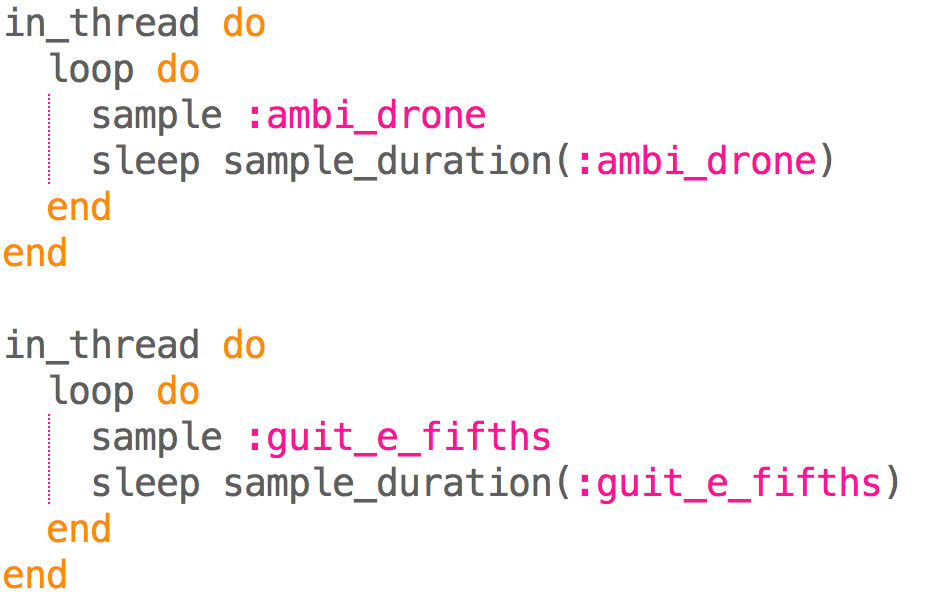 in_thread do
  loop do
    sample :ambi_drone
    sleep sample_duration(:ambi_drone)
  end
end

in_thread do
  loop do
    sample :guit_e_fifths
    sleep sample_duration(:guit_e_fifths)
  end
end